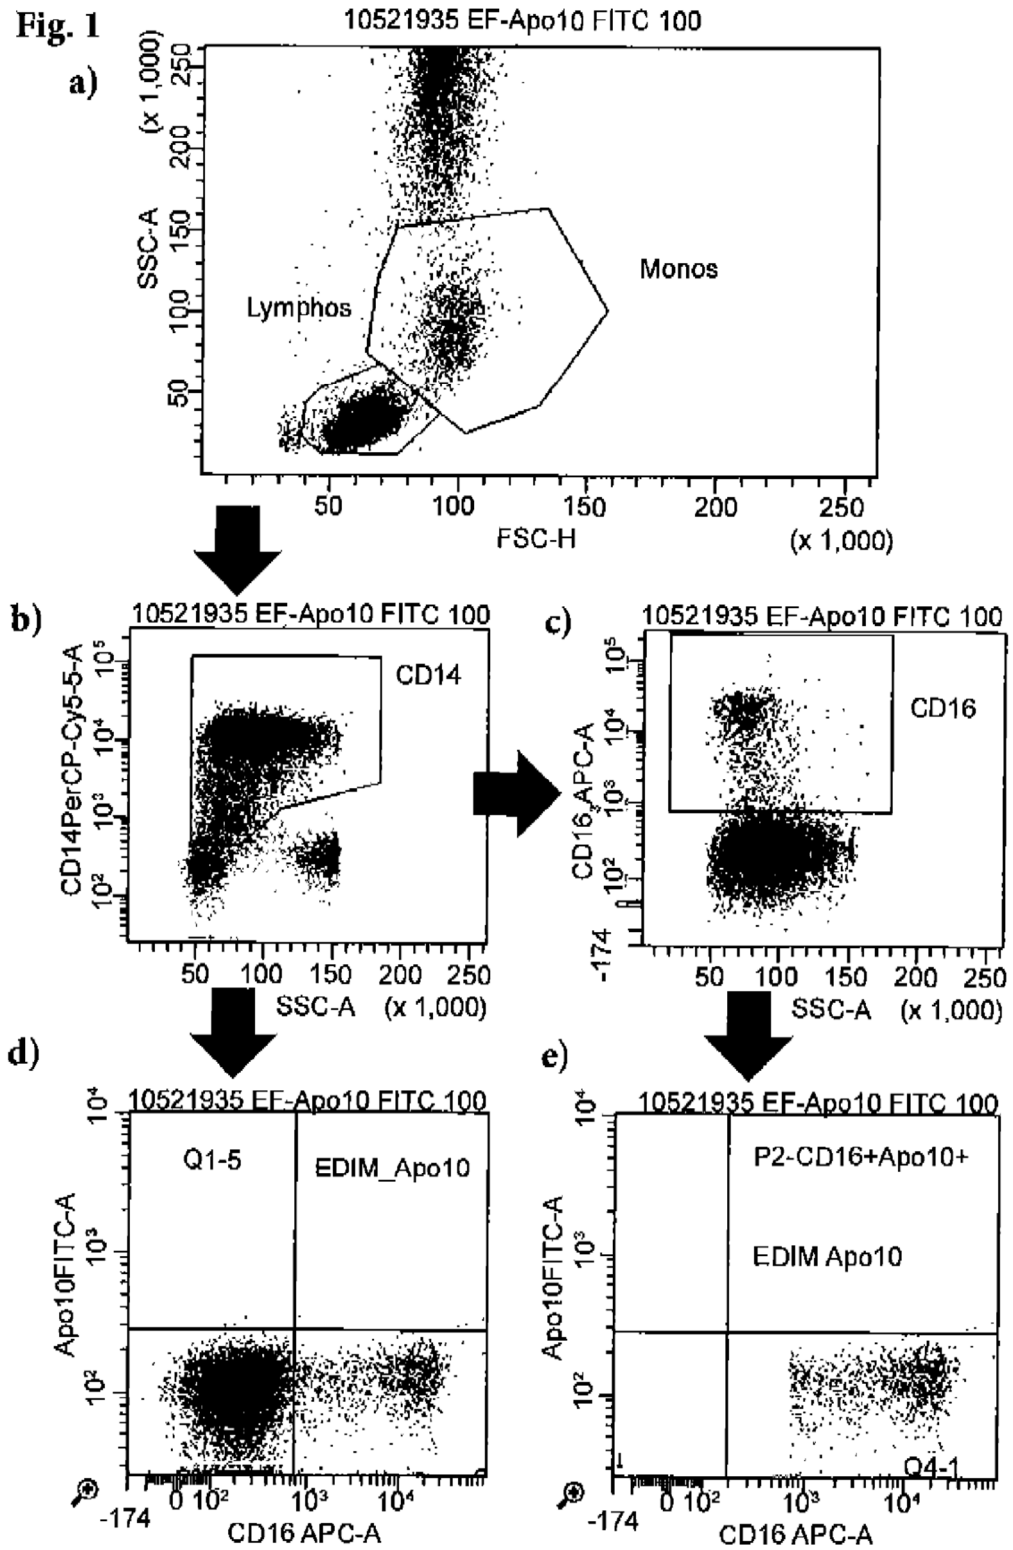 Fig. 1
10521935 EF-Apo10 FITC 100
a)
(x 1,000)
SSC-A
250
200
150
100
50
Lymphos
Monos
50 100 150 200 250
FSC-H (x 1,000)
b)
10521935 EF-Apo10 FITC 100
CD14PerCP-Cy5-5-A
10⁵
10⁴
10³
10²
CD14
50 100 150 200 250
SSC-A (x 1,000)
c)
10521935 EF-Apo10 FITC 100
CD16 APC-A
10⁵
10⁴
10³
10²
-174
CD16
50 100 150 200 250
SSC-A (x 1,000)
d)
10521935 EF-Apo10 FITC 100
Apo10FITC-A
10⁴
10³
10²
Q1-5
EDIM_Apo10
-174 0 10² 10³ 10⁴
CD16 APC-A
e)
10521935 EF-Apo10 FITC 100
Apo10FITC-A
10⁴
10³
10²
P2-CD16+Apo10+
EDIM Apo10
Q4-1
-174 0 10² 10³ 10⁴
CD16 APC-A